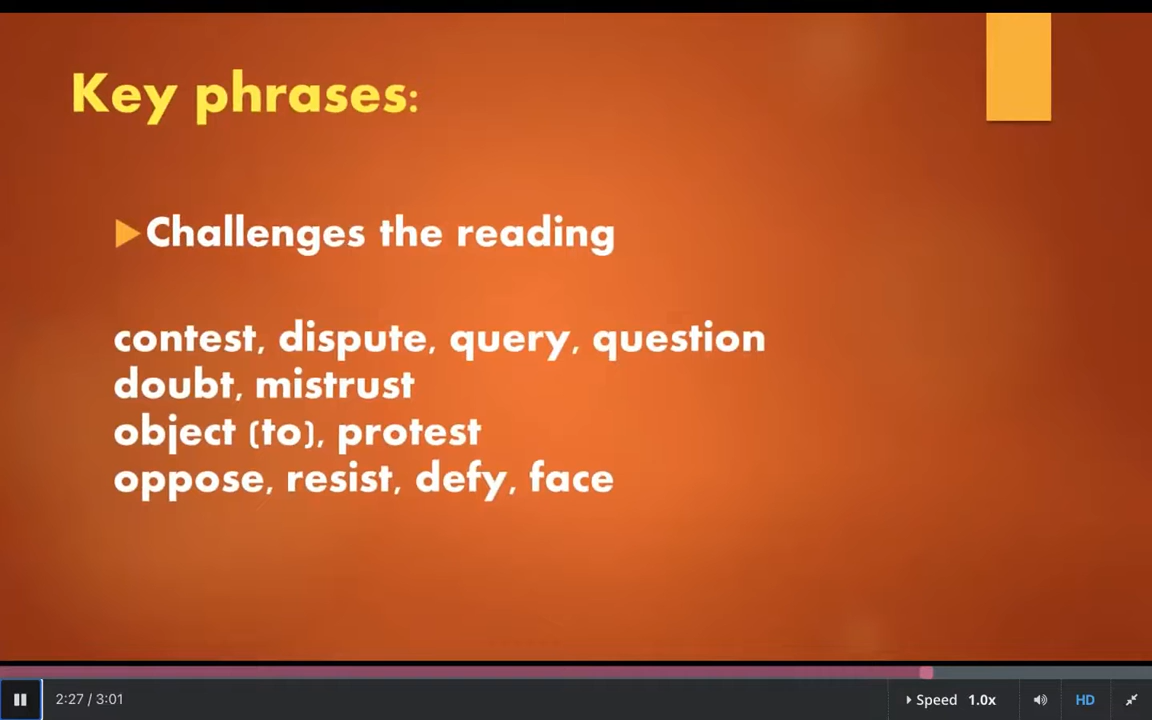 Key phrases:
Challenges the reading
contest, dispute, query, question
doubt, mistrust
object (to), protest
oppose, resist, defy, face
2:27 / 3:01
Speed 1.0x
HD